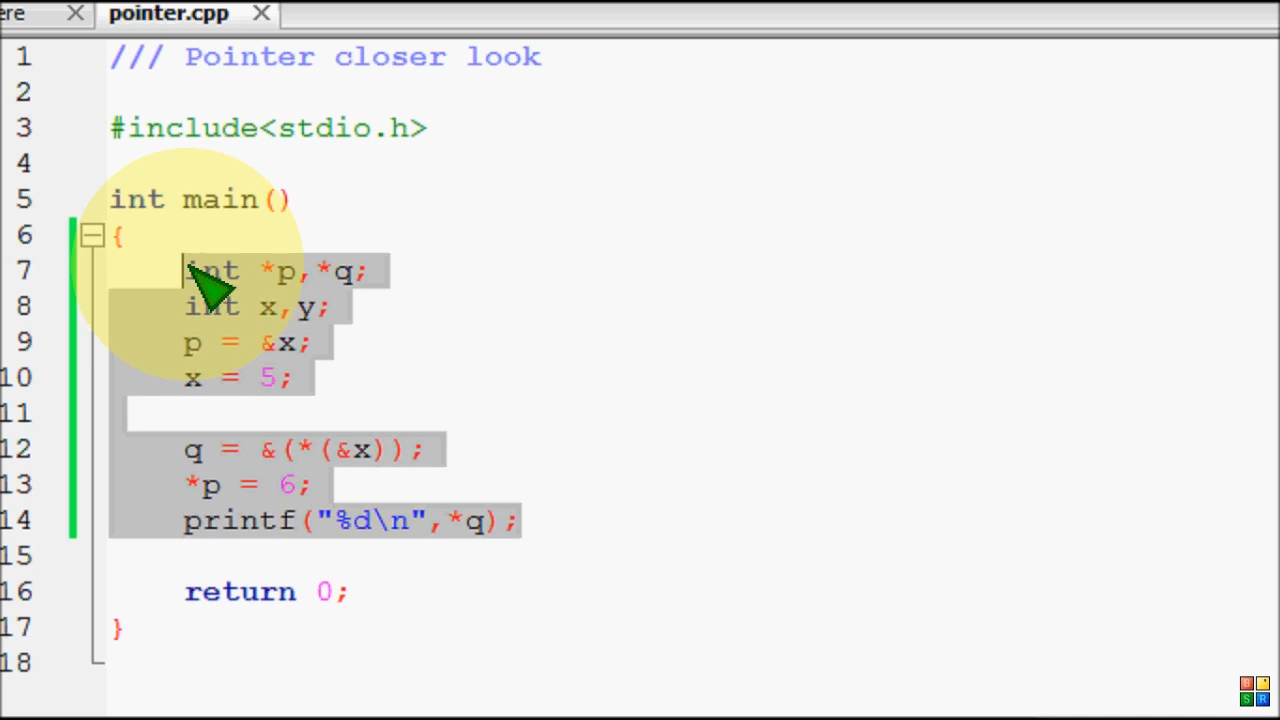 ere pointer.cpp
1 /// Pointer closer look
2
3 #include<stdio.h>
4
5 int main()
6 {
7 int *p,*q;
8 int x,y;
9 p = &x;
10 x = 5;
11
12 q = &(*(&x));
13 *p = 6;
14 printf("%d\n",*q);
15
16 return 0;
17 }
18